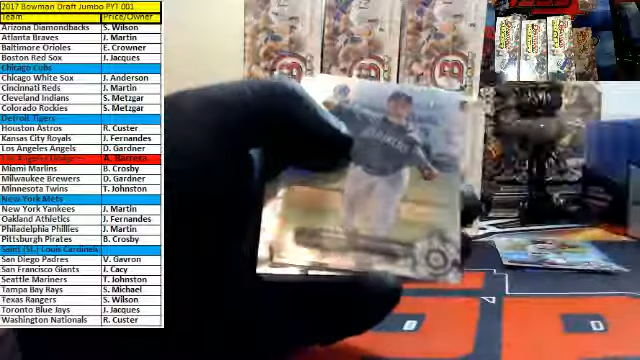 2017 Bowman Draft Jumbo PYT 001
Team Price/Owner
Arizona Diamondbacks S. Wilson
Atlanta Braves J. Martin
Baltimore Orioles E. Crowner
Boston Red Sox J. Jacques
Chicago Cubs
Chicago White Sox J. Anderson
Cincinnati Reds J. Martin
Cleveland Indians S. Metzgar
Colorado Rockies S. Metzgar
Detroit Tigers
Houston Astros R. Custer
Kansas City Royals J. Fernandes
Los Angeles Angels D. Gardner
Los Angeles Dodge A. Barrera
Miami Marlins B. Crosby
Milwaukee Brewers D. Gardner
Minnesota Twins T. Johnston
New York Mets
New York Yankees J. Martin
Oakland Athletics J. Fernandes
Philadelphia Phillies J. Martin
Pittsburgh Pirates B. Crosby
Saint (St.) Louis Cardinals
San Diego Padres V. Gavron
San Francisco Giants J. Cacy
Seattle Mariners T. Johnston
Tampa Bay Rays S. Michael
Texas Rangers S. Wilson
Toronto Blue Jays J. Jacques
Washington Nationals R. Custer